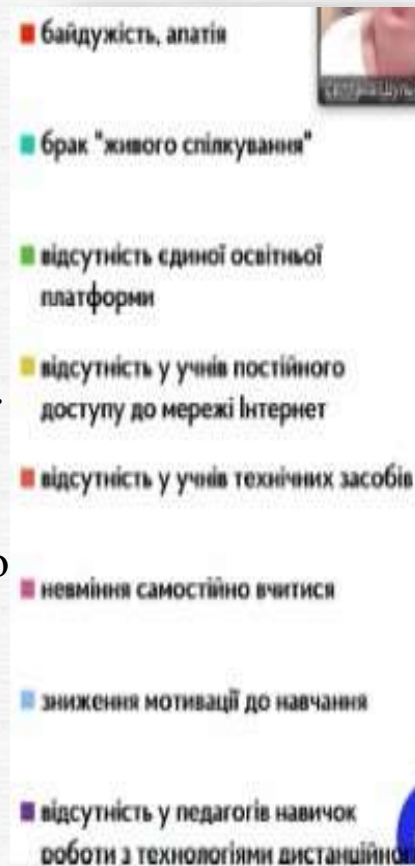 байдужість, апатія
брак "живого спілкування"
відсутність єдиної освітньої
платформи
відсутність у учнів постійного
доступу до мережі Інтернет
відсутність у учнів технічних засобів
невміння самостійно вчитися
зниження мотивації до навчання
відсутність у педагогів навичок
роботи з технологіями